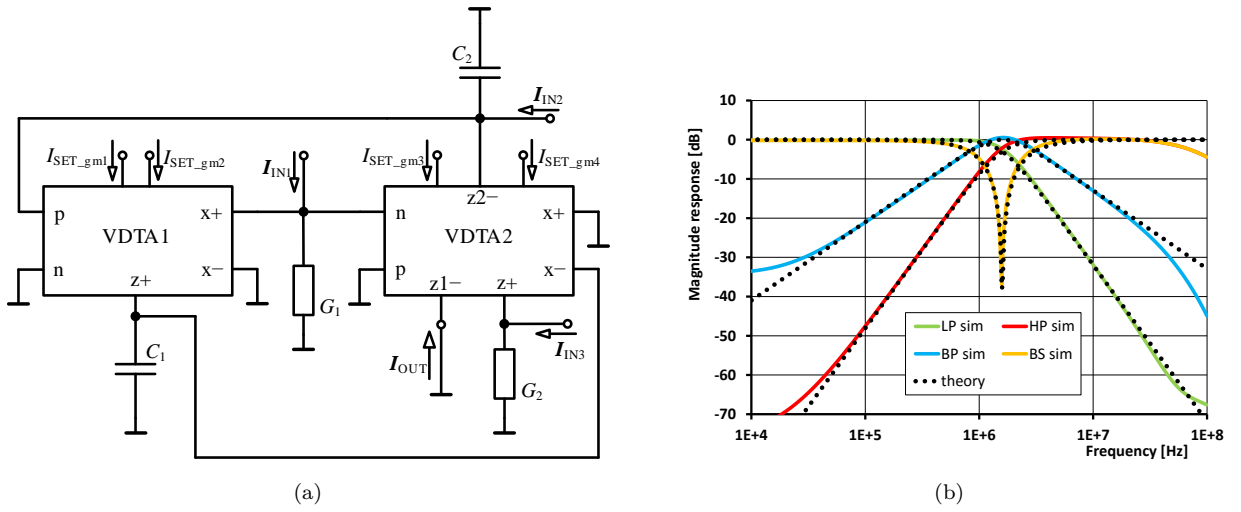 C2
IIN2
ISET_gm1
ISET_gm2
IIN1
ISET_gm3
ISET_gm4
p
n
VDTA1
x+
x−
z+
n
p
z2−
VDTA2
x+
x−
z1−
z+
G1
C1
IOUT
IIN3
G2
(a)
Magnitude response [dB]
10
0
-10
-20
-30
-40
-50
-60
-70
1E+4
1E+5
1E+6
1E+7
1E+8
Frequency [Hz]
LP sim
HP sim
BP sim
BS sim
theory
(b)